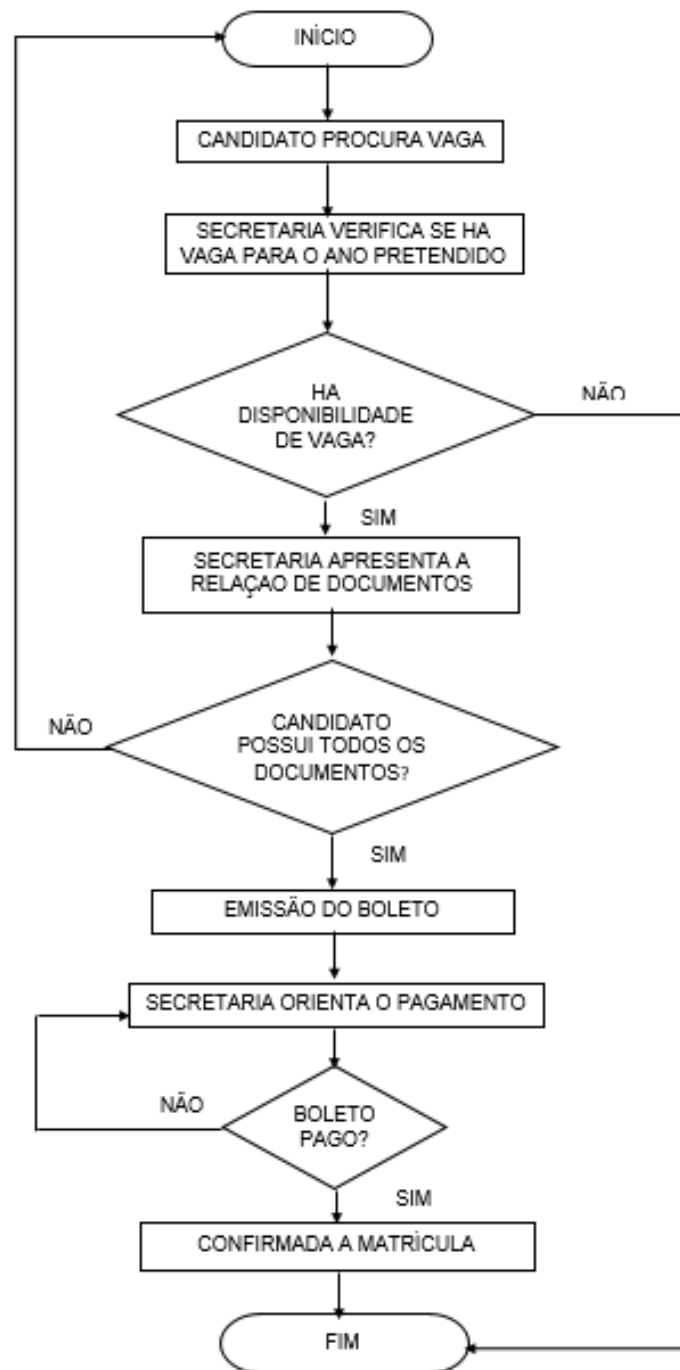 INÍCIO
CANDIDATO PROCURA VAGA
SECRETARIA VERIFICA SE HA
VAGA PARA O ANO PRETENDIDO
HA
DISPONIBILIDADE
DE VAGA?
NÃO
SIM
SECRETARIA APRESENTA A
RELAÇAO DE DOCUMENTOS
CANDIDATO
POSSUI TODOS OS
DOCUMENTOS?
NÃO
SIM
EMISSÃO DO BOLETO
SECRETARIA ORIENTA O PAGAMENTO
NÃO
BOLETO
PAGO?
SIM
CONFIRMADA A MATRÍCULA
FIM